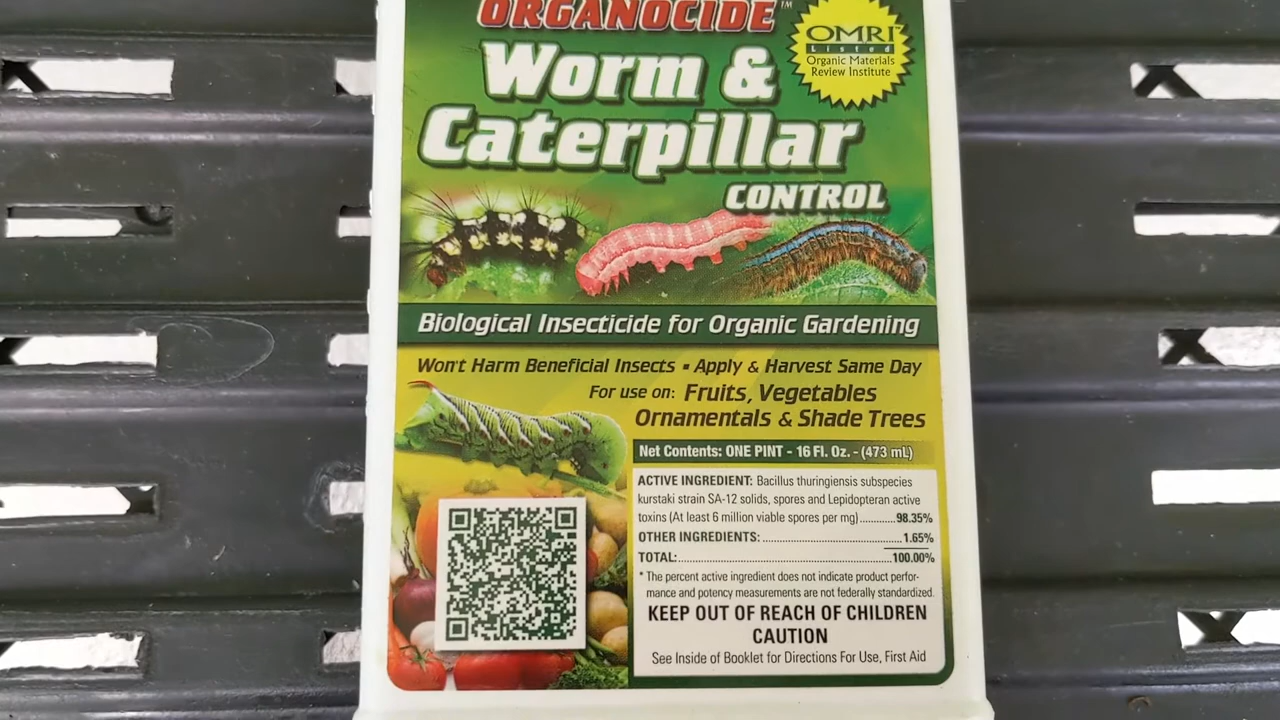 ORGANOCIDE™
OMRI™
Listed
Organic Materials
Review Institute
Worm &
Caterpillar
CONTROL
Biological Insecticide for Organic Gardening
Won't Harm Beneficial Insects ▪ Apply & Harvest Same Day
For use on: Fruits, Vegetables
Ornamentals & Shade Trees
Net Contents: ONE PINT - 16 Fl. Oz. - (473 mL)
ACTIVE INGREDIENT: Bacillus thuringiensis subspecies
kurstaki strain SA-12 solids, spores and Lepidopteran active
toxins (At least 6 million viable spores per mg)...........98.35%
OTHER INGREDIENTS:............................................1.65%
TOTAL:...............................................................100.00%
* The percent active ingredient does not indicate product perfor-
mance and potency measurements are not federally standardized.
KEEP OUT OF REACH OF CHILDREN
CAUTION
See Inside of Booklet for Directions For Use, First Aid